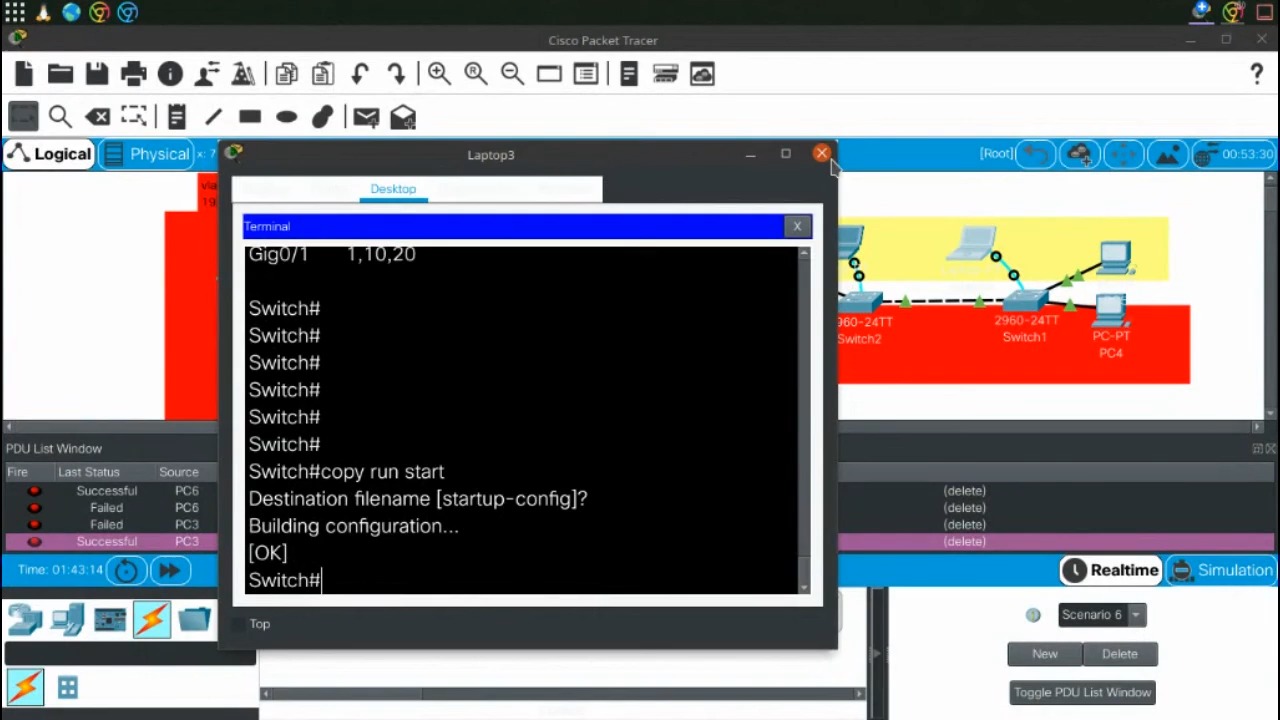 Cisco Packet Tracer
?
Logical
Physical
x: 7
[Root]
00:53:30
Laptop3
Desktop
Terminal
X
Gig0/1 1,10,20
Switch#
Switch#
Switch#
Switch#
Switch#
Switch#
Switch#copy run start
Destination filename [startup-config]?
Building configuration...
[OK]
Switch#
Top
vla
19
960-24TT
Switch2
2960-24TT
Switch1
PC-PT
PC4
PDU List Window
Fire Last Status Source
Successful PC6 (delete)
Failed PC6 (delete)
Failed PC3 (delete)
Successful PC3 (delete)
Time: 01:43:14
Realtime
Simulation
Scenario 6
New
Delete
Toggle PDU List Window